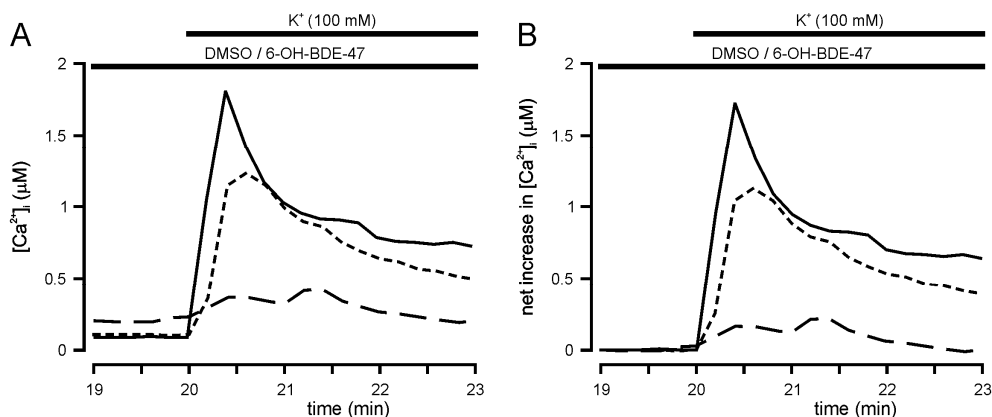 A
K⁺ (100 mM)
DMSO / 6-OH-BDE-47
[Ca²⁺]ᵢ (μM)
2
1.5
1
0.5
0
19 20 21 22 23
time (min)
B
K⁺ (100 mM)
DMSO / 6-OH-BDE-47
net increase in [Ca²⁺]ᵢ (μM)
2
1.5
1
0.5
0
19 20 21 22 23
time (min)